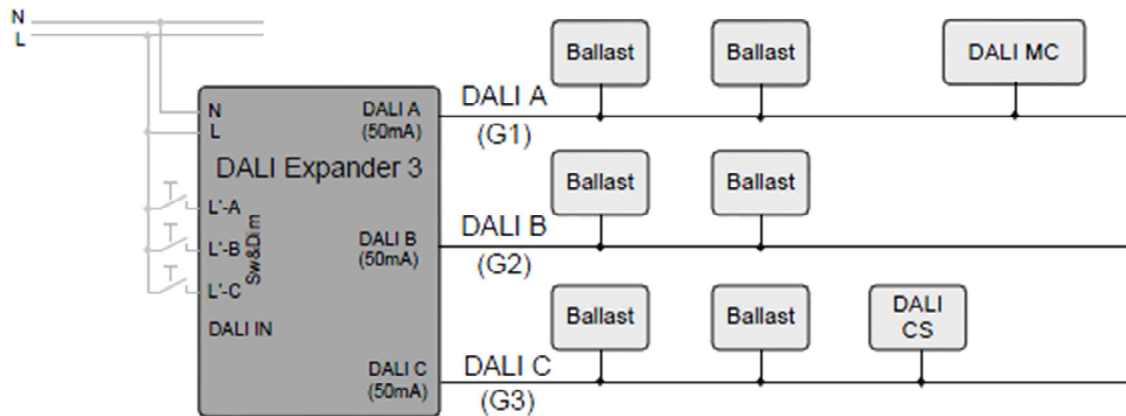 N
L
N
L
DALI A
(50mA)
DALI Expander 3
L'-A
L'-B
L'-C
Sw&Dim
DALI B
(50mA)
DALI IN
DALI C
(50mA)
DALI A
(G1)
Ballast
Ballast
DALI MC
DALI B
(G2)
Ballast
Ballast
DALI C
(G3)
Ballast
Ballast
DALI
CS